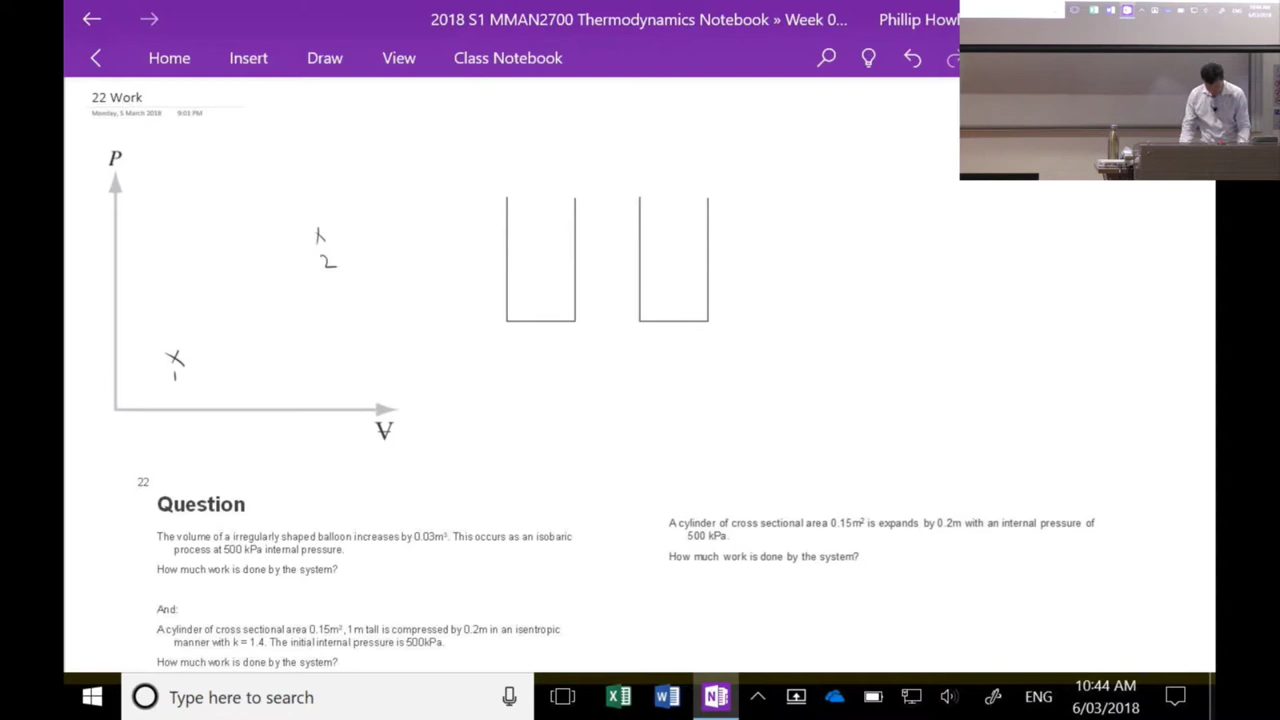 2018 S1 MMAN2700 Thermodynamics Notebook » Week 0...
Phillip Howl
Home
Insert
Draw
View
Class Notebook
22 Work
Monday, 5 March 2018 9:03 PM
P
x
2
x
1
V
22
Question
The volume of a irregularly shaped balloon increases by 0.03m³. This occurs as an isobaric
process at 500 kPa internal pressure.
How much work is done by the system?
And:
A cylinder of cross sectional area 0.15m², 1m tall is compressed by 0.2m in an isentropic
manner with k = 1.4. The initial internal pressure is 500kPa.
How much work is done by the system?
A cylinder of cross sectional area 0.15m² is expands by 0.2m with an internal pressure of
500 kPa.
How much work is done by the system?
Type here to search
ENG
10:44 AM
6/03/2018